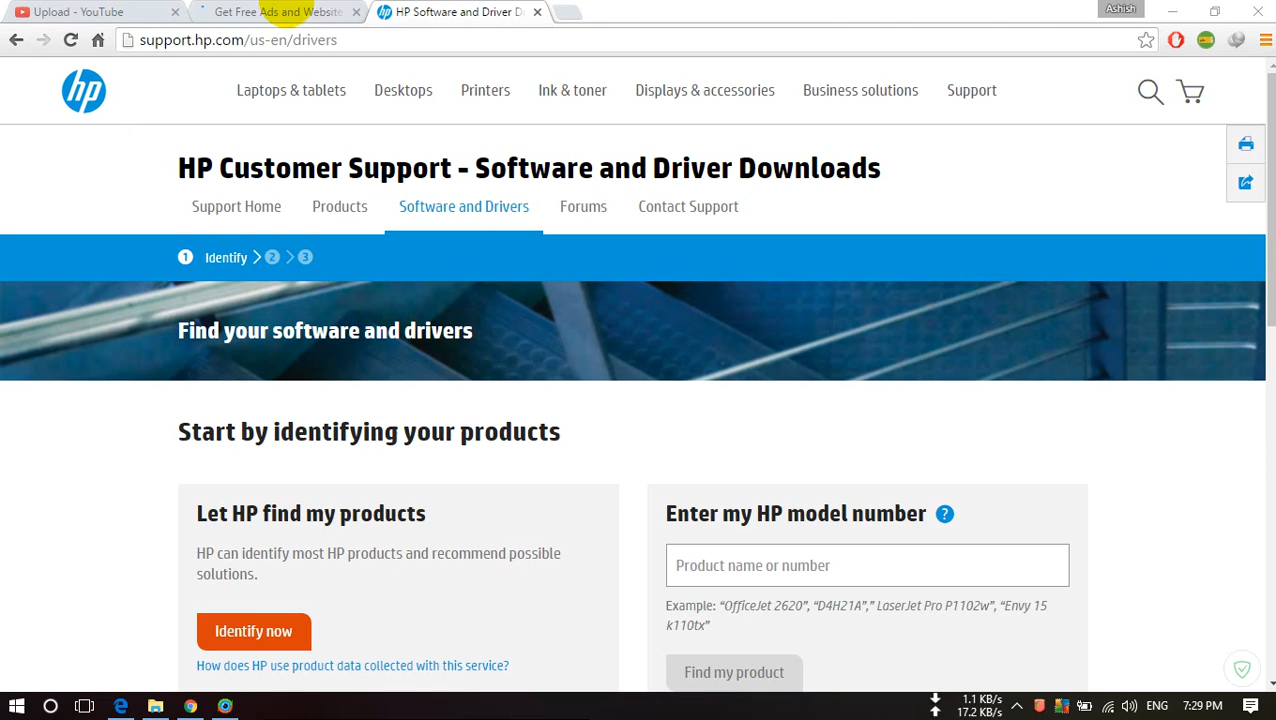 Upload - YouTube
Get Free Ads and Website
HP Software and Driver D
Ashish
support.hp.com/us-en/drivers
hp
Laptops & tablets
Desktops
Printers
Ink & toner
Displays & accessories
Business solutions
Support
HP Customer Support - Software and Driver Downloads
Support Home
Products
Software and Drivers
Forums
Contact Support
1 Identify 2 3
Find your software and drivers
Start by identifying your products
Let HP find my products
HP can identify most HP products and recommend possible
solutions.
Identify now
How does HP use product data collected with this service?
Enter my HP model number ?
Product name or number
Example: “OfficeJet 2620”, “D4H21A”,” LaserJet Pro P1102w”, “Envy 15
k110tx”
Find my product
1.1 KB/s
17.2 KB/s
ENG
7:29 PM